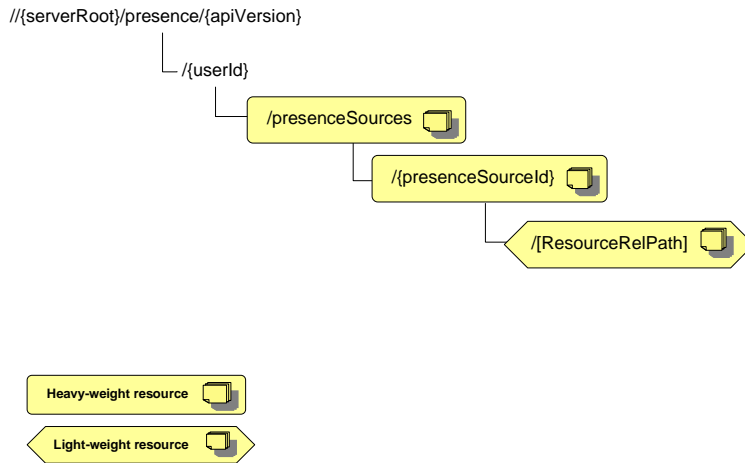 //{serverRoot}/presence/{apiVersion}
/{userId}
/presenceSources
/{presenceSourceId}
/[ResourceRelPath]
Heavy-weight resource
Light-weight resource